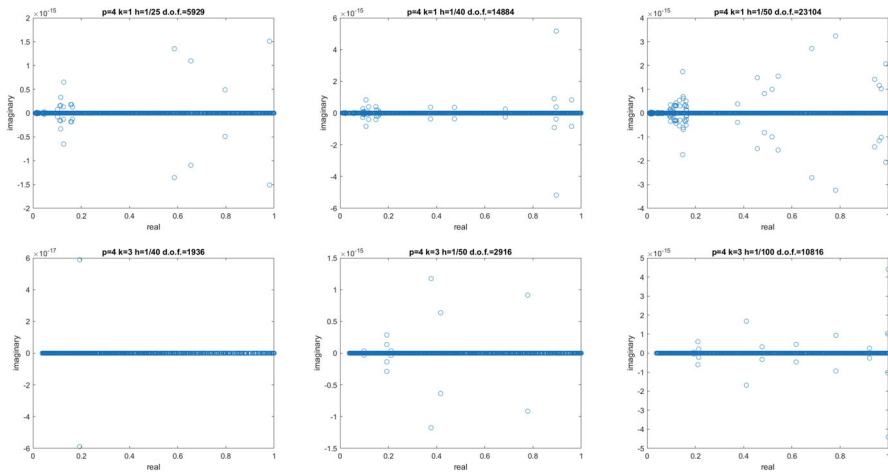 p=4 k=1 h=1/25 d.o.f.=5929
×10⁻¹⁵
2
1.5
1
0.5
0
-0.5
-1
-1.5
-2
imaginary
0 0.2 0.4 0.6 0.8 1
real
p=4 k=1 h=1/40 d.o.f.=14884
×10⁻¹⁵
6
4
2
0
-2
-4
-6
imaginary
0 0.2 0.4 0.6 0.8 1
real
p=4 k=1 h=1/50 d.o.f.=23104
×10⁻¹⁵
4
3
2
1
0
-1
-2
-3
-4
imaginary
0 0.2 0.4 0.6 0.8 1
real
p=4 k=3 h=1/40 d.o.f.=1936
×10⁻¹⁷
6
4
2
0
-2
-4
-6
imaginary
0 0.2 0.4 0.6 0.8 1
real
p=4 k=3 h=1/50 d.o.f.=2916
×10⁻¹⁵
1.5
1
0.5
0
-0.5
-1
-1.5
imaginary
0 0.2 0.4 0.6 0.8 1
real
p=4 k=3 h=1/100 d.o.f.=10816
×10⁻¹⁵
5
4
3
2
1
0
-1
-2
-3
-4
-5
imaginary
0 0.2 0.4 0.6 0.8 1
real